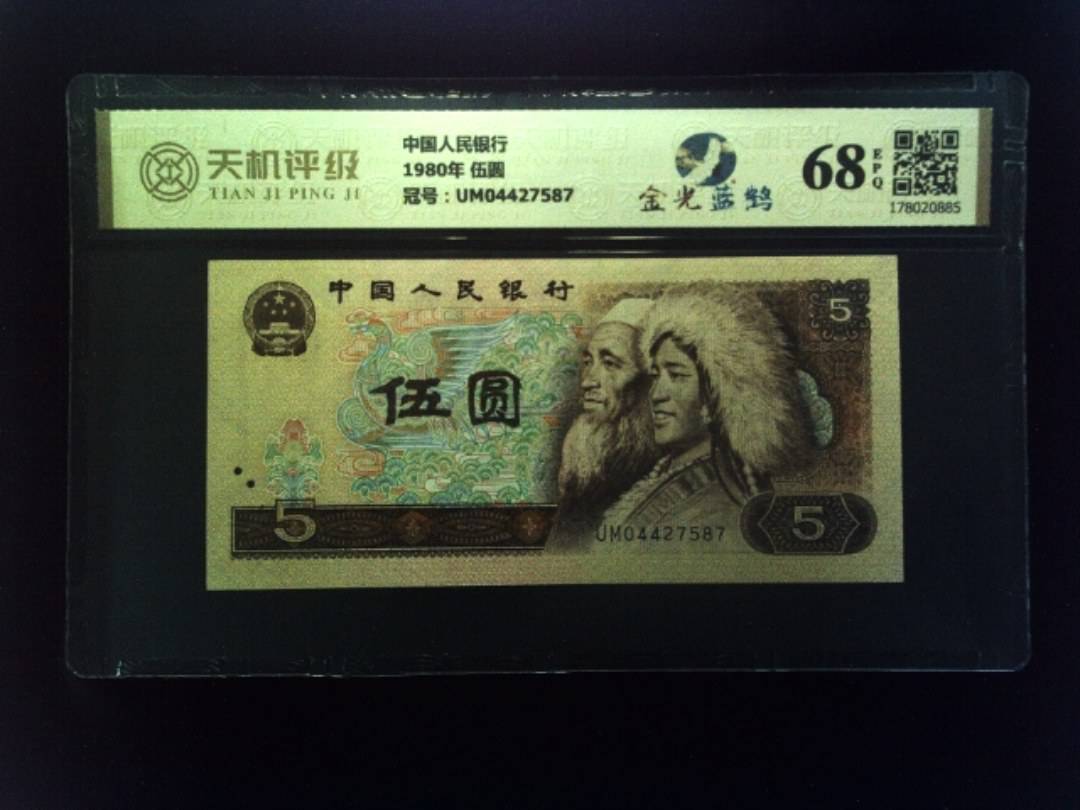 天机评级
TIAN JI PING JI
中国人民银行
1980年 伍圆
冠号：UM04427587
金光蓝鹤
68
EPQ
178020885
中国人民银行
5
伍圆
5
UM04427587
5